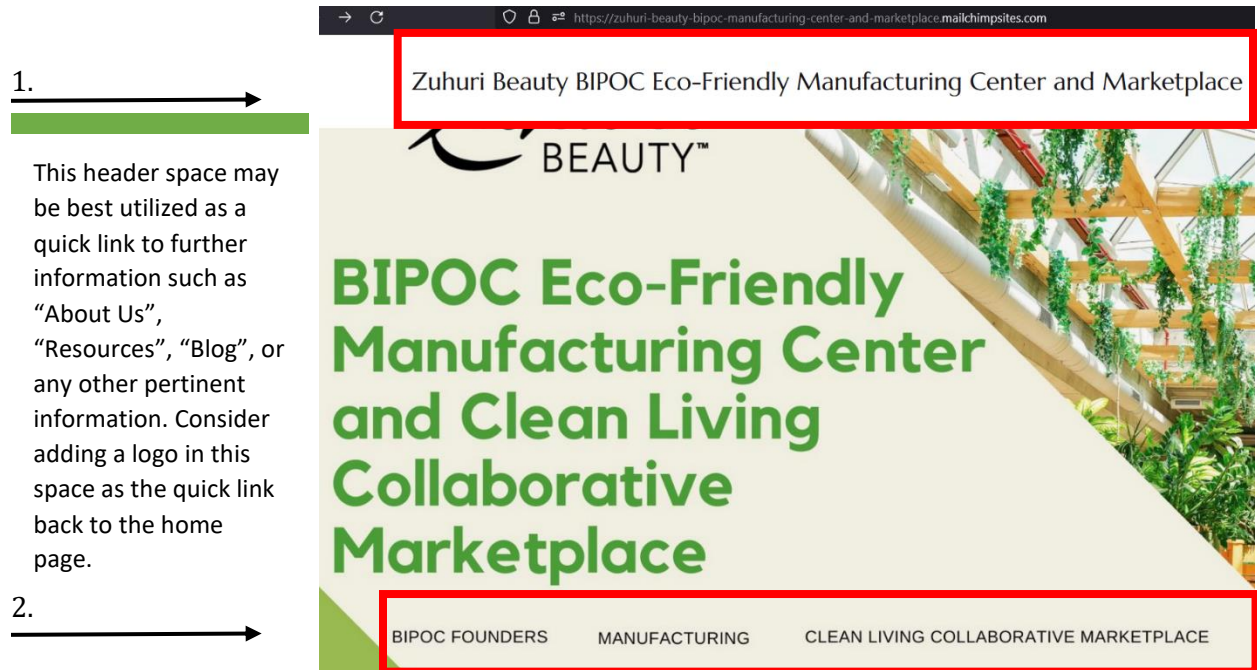 https://zuhuri-beauty-bipoc-manufacturing-center-and-marketplace.mailchimpsites.com
1.
Zuhuri Beauty BIPOC Eco-Friendly Manufacturing Center and Marketplace
This header space may
be best utilized as a
quick link to further
information such as
“About Us”,
“Resources”, “Blog”, or
any other pertinent
information. Consider
adding a logo in this
space as the quick link
back to the home
page.
2.
BEAUTY™
BIPOC Eco-Friendly
Manufacturing Center
and Clean Living
Collaborative
Marketplace
BIPOC FOUNDERS
MANUFACTURING
CLEAN LIVING COLLABORATIVE MARKETPLACE